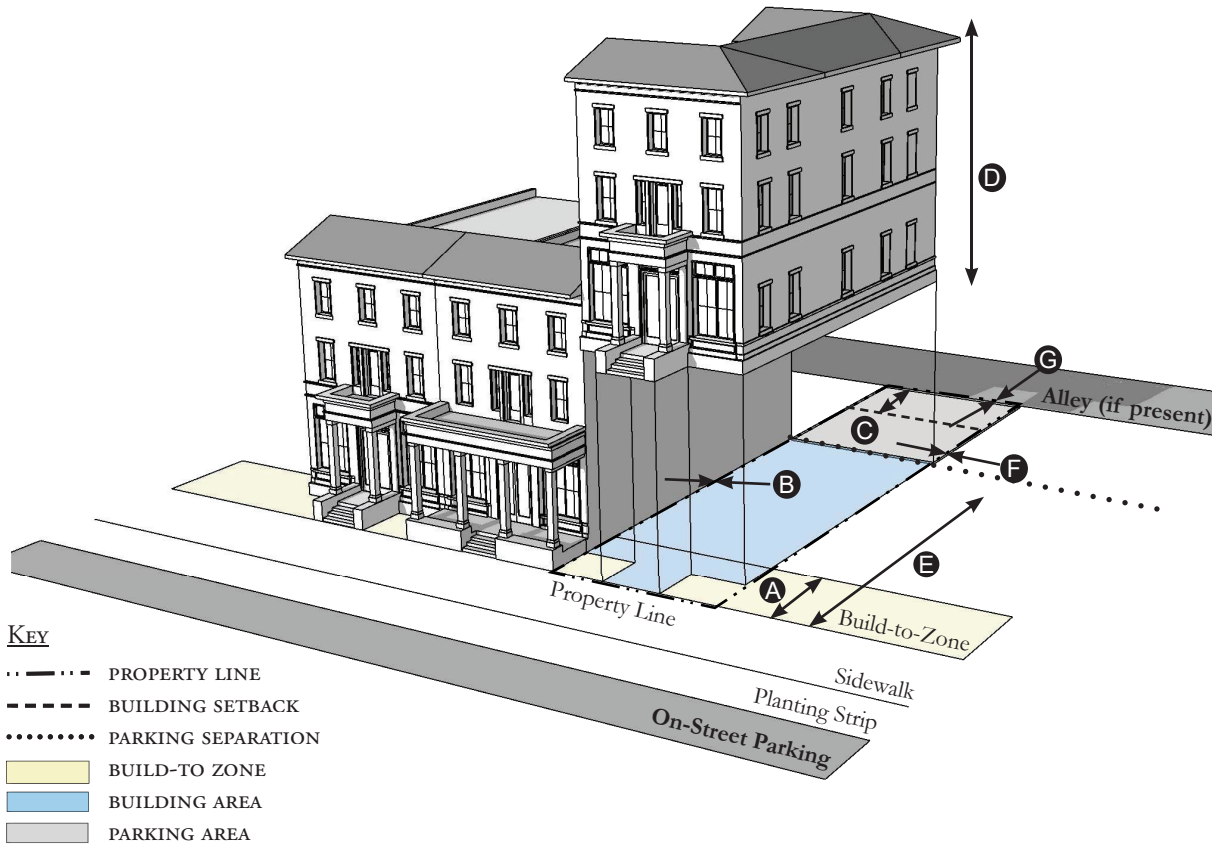 D
G
Alley (if present)
C
F
B
E
A
Property Line
Build-to-Zone
Sidewalk
Planting Strip
On-Street Parking
KEY
PROPERTY LINE
BUILDING SETBACK
PARKING SEPARATION
BUILD-TO ZONE
BUILDING AREA
PARKING AREA